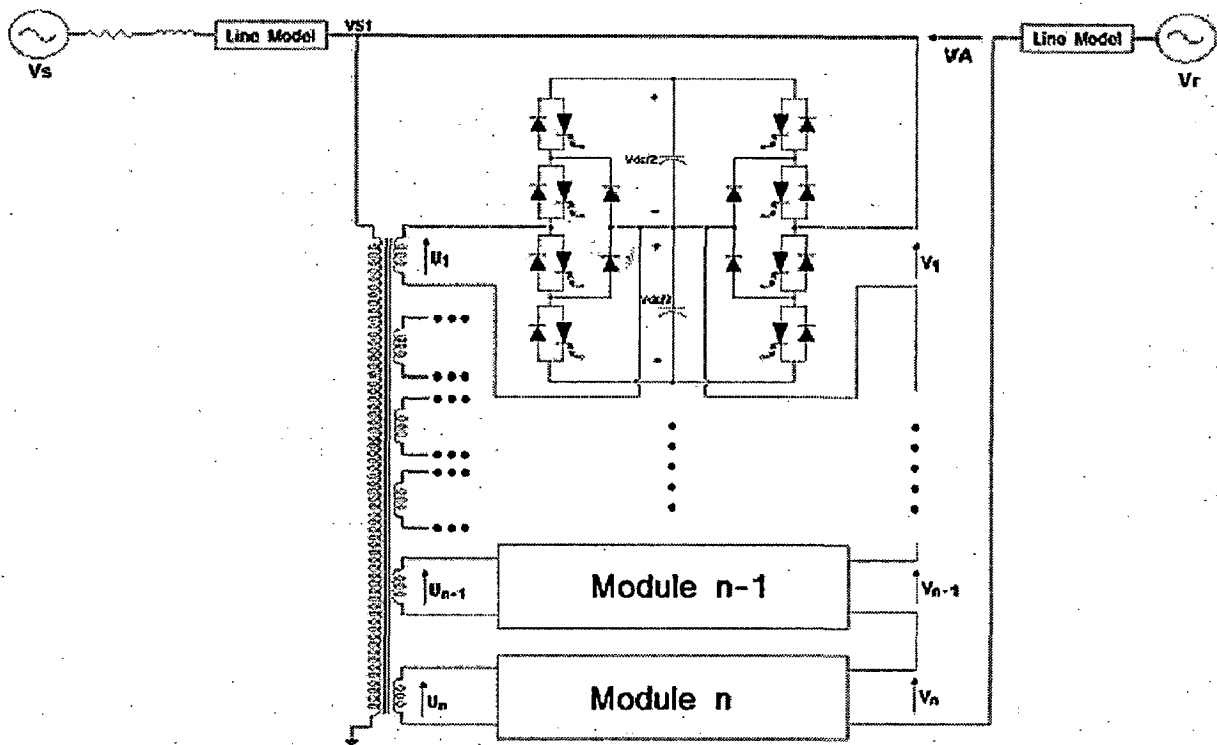 Line Model
VS1
Vs
VA
Line Model
Vr
+
Vdc/2
-
+
Vdc/2
-
U1
V1
Un-1
Module n-1
Vn-1
Un
Module n
Vn